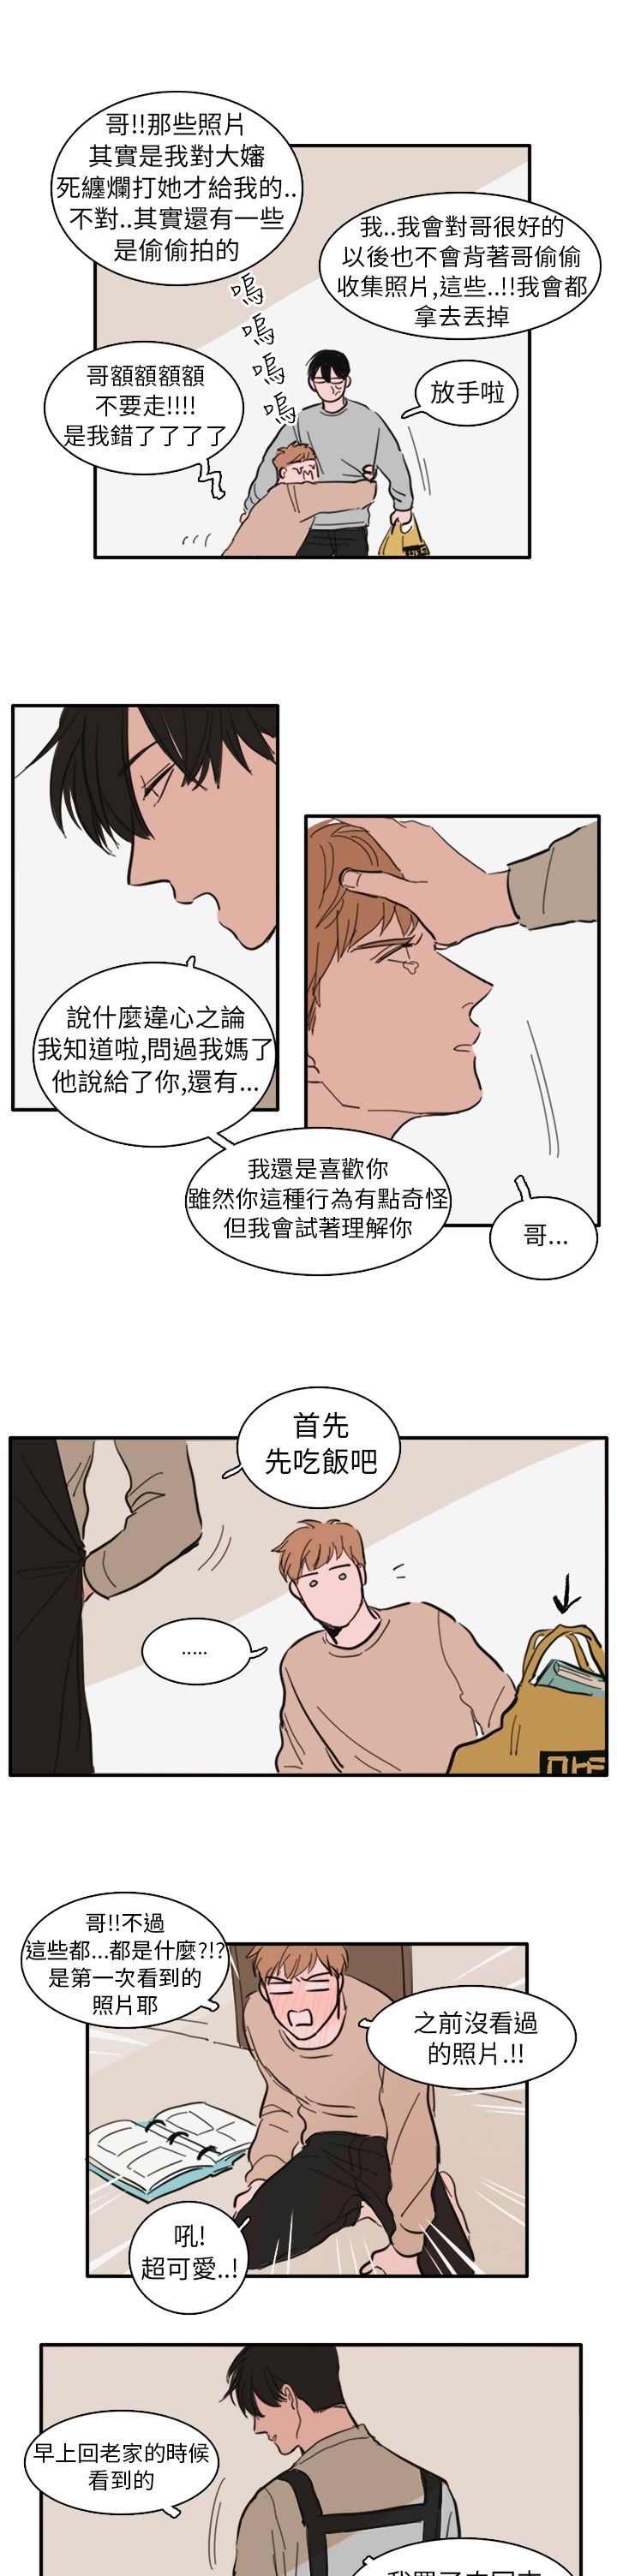 哥!!那些照片
其實是我對大嬸
死纏爛打她才給我的..
不對..其實還有一些
是偷偷拍的
我..我會對哥很好的
以後也不會背著哥偷偷
收集照片,這些..!!我會都
拿去丟掉
嗚
嗚
嗚
嗚
哥額額額額
不要走!!!!
是我錯了了了了
放手啦
說什麼違心之論
我知道啦,問過我媽了
他說給了你,還有...
我還是喜歡你
雖然你這種行為有點奇怪
但我會試著理解你
哥...
首先
先吃飯吧
.....
마트
哥!!不過
這些都...都是什麼?!?
是第一次看到的
照片耶
之前沒看過
的照片.!!
吼!
超可愛..!
早上回老家的時候
看到的